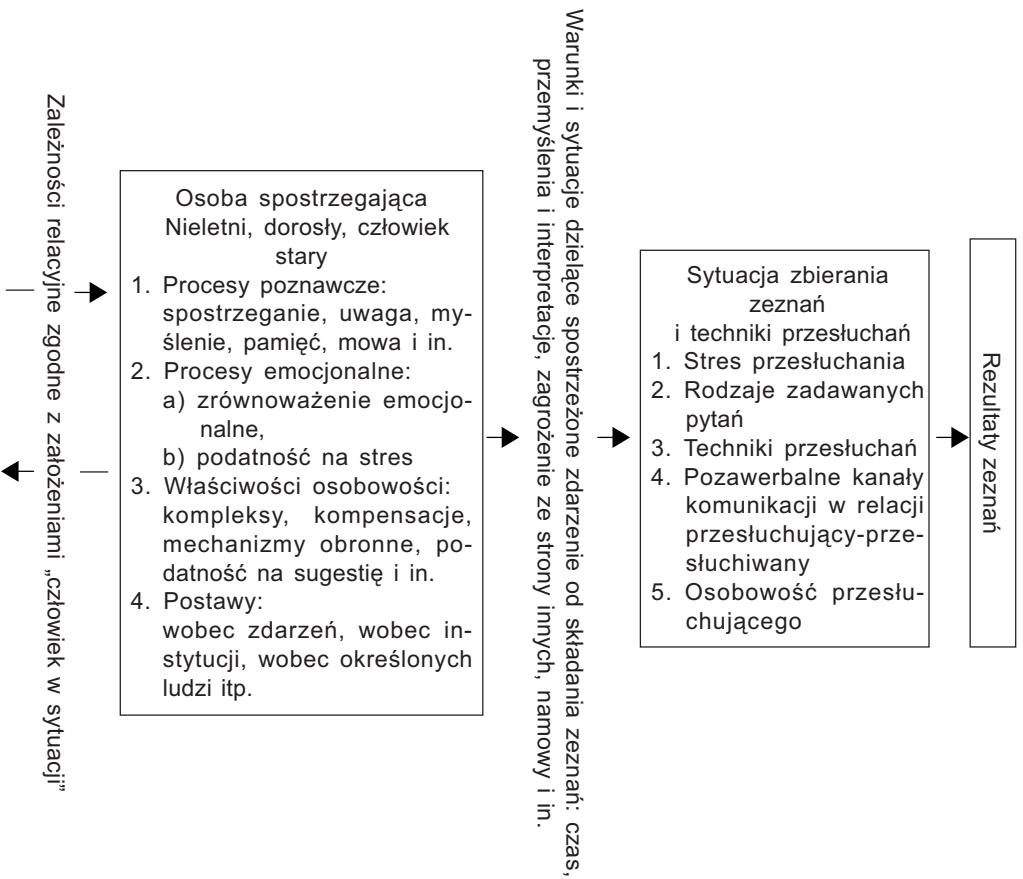 Zależności relacyjne zgodne z założeniami „człowiek w sytuacji”
Osoba spostrzegająca
Nieletni, dorosły, człowiek
stary
1. Procesy poznawcze:
spostrzeganie, uwaga, my-
ślenie, pamięć, mowa i in.
2. Procesy emocjonalne:
a) zrównoważenie emocjo-
nalne,
b) podatność na stres
3. Właściwości osobowości:
kompleksy, kompensacje,
mechanizmy obronne, po-
datność na sugestię i in.
4. Postawy:
wobec zdarzeń, wobec in-
stytucji, wobec określonych
ludzi itp.
Warunki i sytuacje dzielące spostrzeżone zdarzenie od składania zeznań: czas,
przemyślenia i interpretacje, zagrożenie ze strony innych, namowy i in.
Sytuacja zbierania
zeznań
i techniki przesłuchań
1. Stres przesłuchania
2. Rodzaje zadawanych
pytań
3. Techniki przesłuchań
4. Pozawerbalne kanały
komunikacji w relacji
przesłuchujący-prze-
słuchiwany
5. Osobowość przesłu-
chującego
Rezultaty zeznań